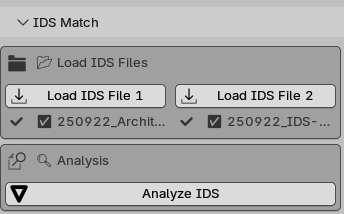 IDS Match
Load IDS Files
Load IDS File 1 Load IDS File 2
250922_Archit... 250922_IDS-...
Analysis
Analyze IDS